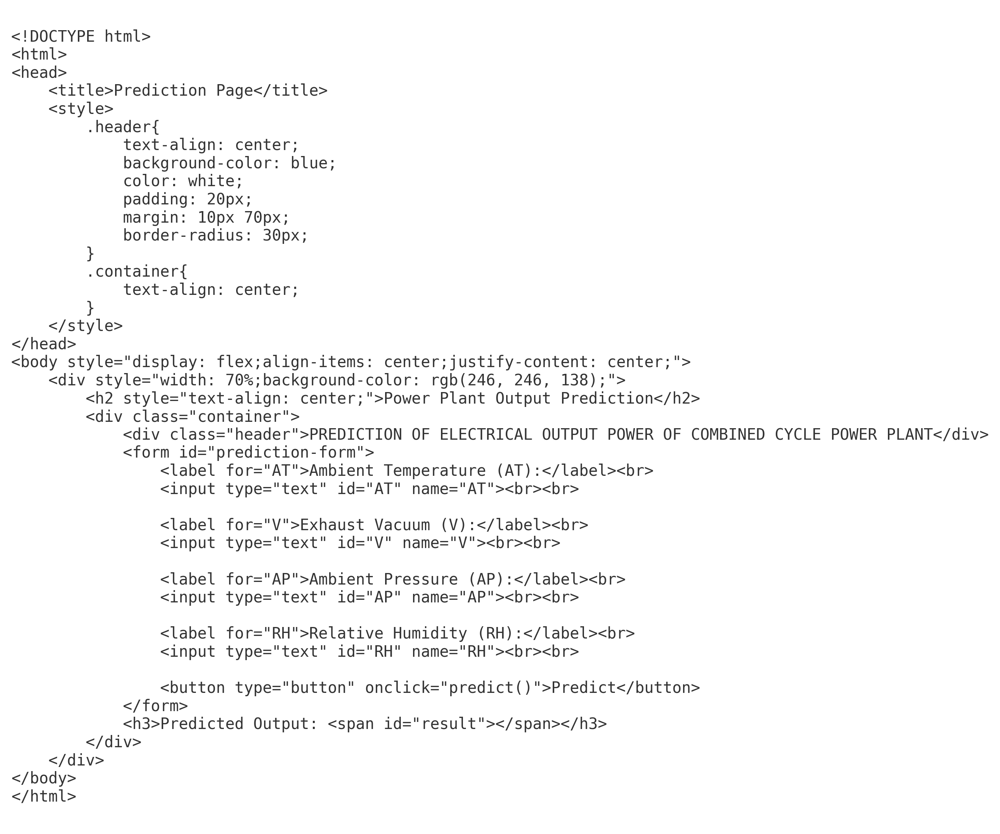 <!DOCTYPE html>
<html>
<head>
    <title>Prediction Page</title>
    <style>
        .header{
            text-align: center;
            background-color: blue;
            color: white;
            padding: 20px;
            margin: 10px 70px;
            border-radius: 30px;
        }
        .container{
            text-align: center;
        }
    </style>
</head>
<body style="display: flex;align-items: center;justify-content: center;">
    <div style="width: 70%;background-color: rgb(246, 246, 138);">
        <h2 style="text-align: center;">Power Plant Output Prediction</h2>
        <div class="container">
            <div class="header">PREDICTION OF ELECTRICAL OUTPUT POWER OF COMBINED CYCLE POWER PLANT</div>
            <form id="prediction-form">
                <label for="AT">Ambient Temperature (AT):</label><br>
                <input type="text" id="AT" name="AT"><br><br>

                <label for="V">Exhaust Vacuum (V):</label><br>
                <input type="text" id="V" name="V"><br><br>

                <label for="AP">Ambient Pressure (AP):</label><br>
                <input type="text" id="AP" name="AP"><br><br>

                <label for="RH">Relative Humidity (RH):</label><br>
                <input type="text" id="RH" name="RH"><br><br>

                <button type="button" onclick="predict()">Predict</button>
            </form>
            <h3>Predicted Output: <span id="result"></span></h3>
        </div>
    </div>
</body>
</html>